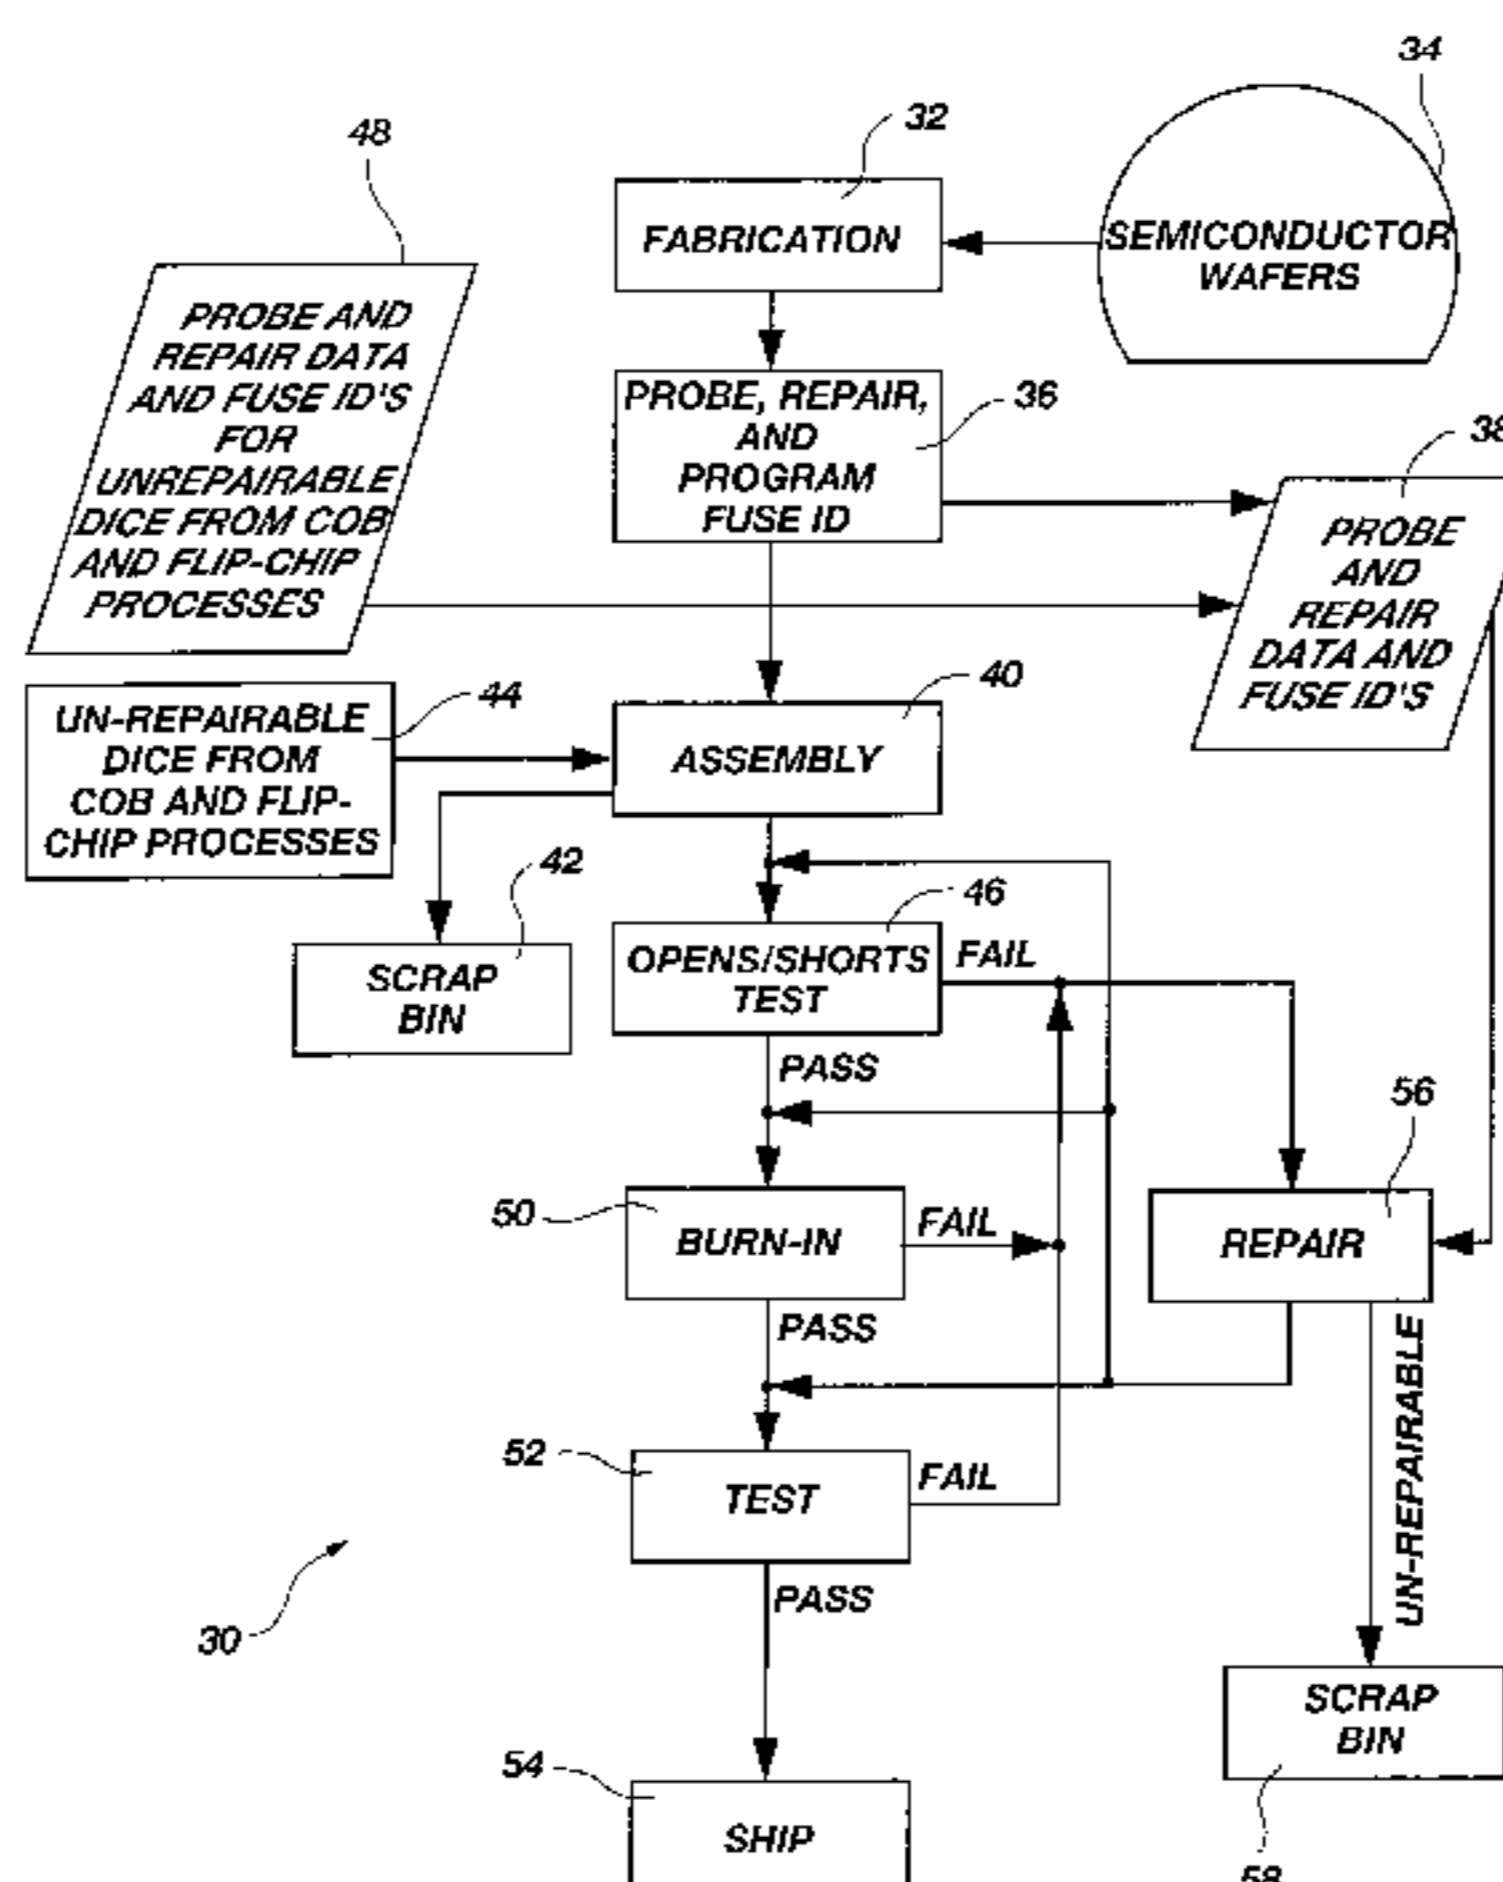 34
32
48
FABRICATION
SEMICONDUCTOR
WAFERS
PROBE AND
REPAIR DATA
AND FUSE ID'S
FOR
UNREPAIRABLE
DICE FROM COB
AND FLIP-CHIP
PROCESSES
PROBE, REPAIR,
AND
PROGRAM
FUSE ID
36
38
PROBE
AND
REPAIR
DATA AND
FUSE ID'S
40
44
UN-REPAIRABLE
DICE FROM
COB AND FLIP-
CHIP PROCESSES
ASSEMBLY
42
SCRAP
BIN
46
OPENS/SHORTS
TEST
FAIL
PASS
56
50
BURN-IN
FAIL
REPAIR
PASS
UN-REPAIRABLE
52
TEST
FAIL
PASS
30
SCRAP
BIN
54
SHIP
58